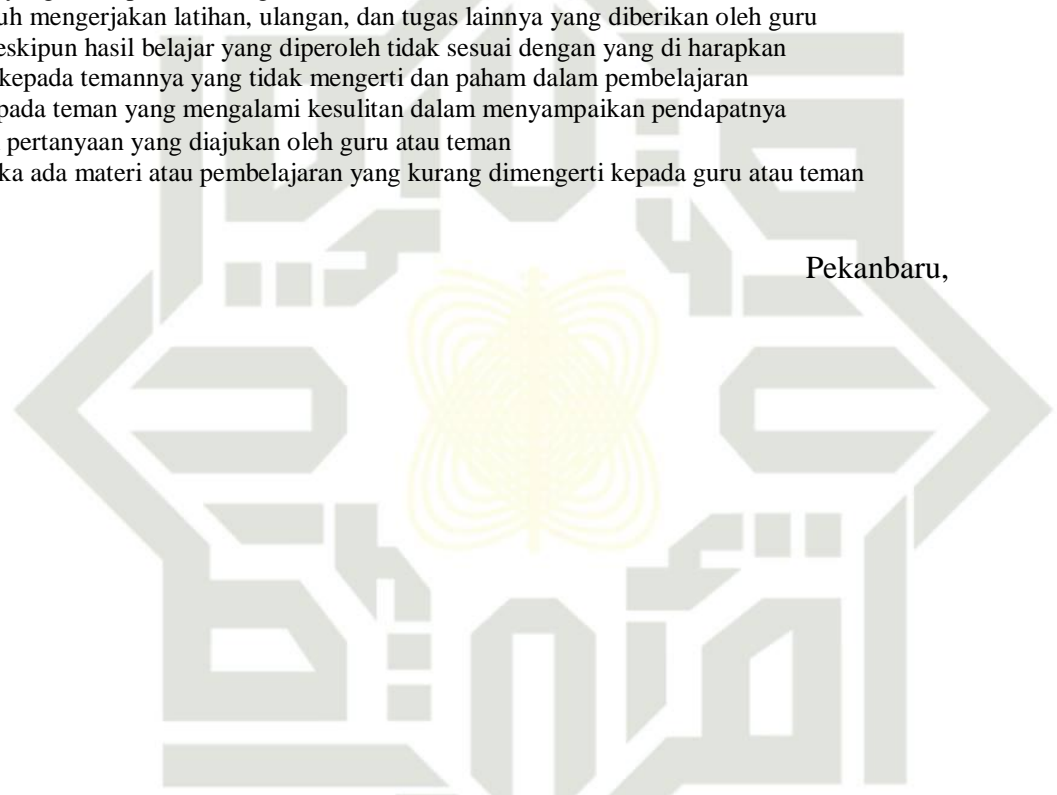 uh mengerjakan latihan, ulangan, dan tugas lainnya yang diberikan oleh guru
eskipun hasil belajar yang diperoleh tidak sesuai dengan yang di harapkan
kepada temannya yang tidak mengerti dan paham dalam pembelajaran
pada teman yang mengalami kesulitan dalam menyampaikan pendapatnya
pertanyaan yang diajukan oleh guru atau teman
ka ada materi atau pembelajaran yang kurang dimengerti kepada guru atau teman
Pekanbaru,